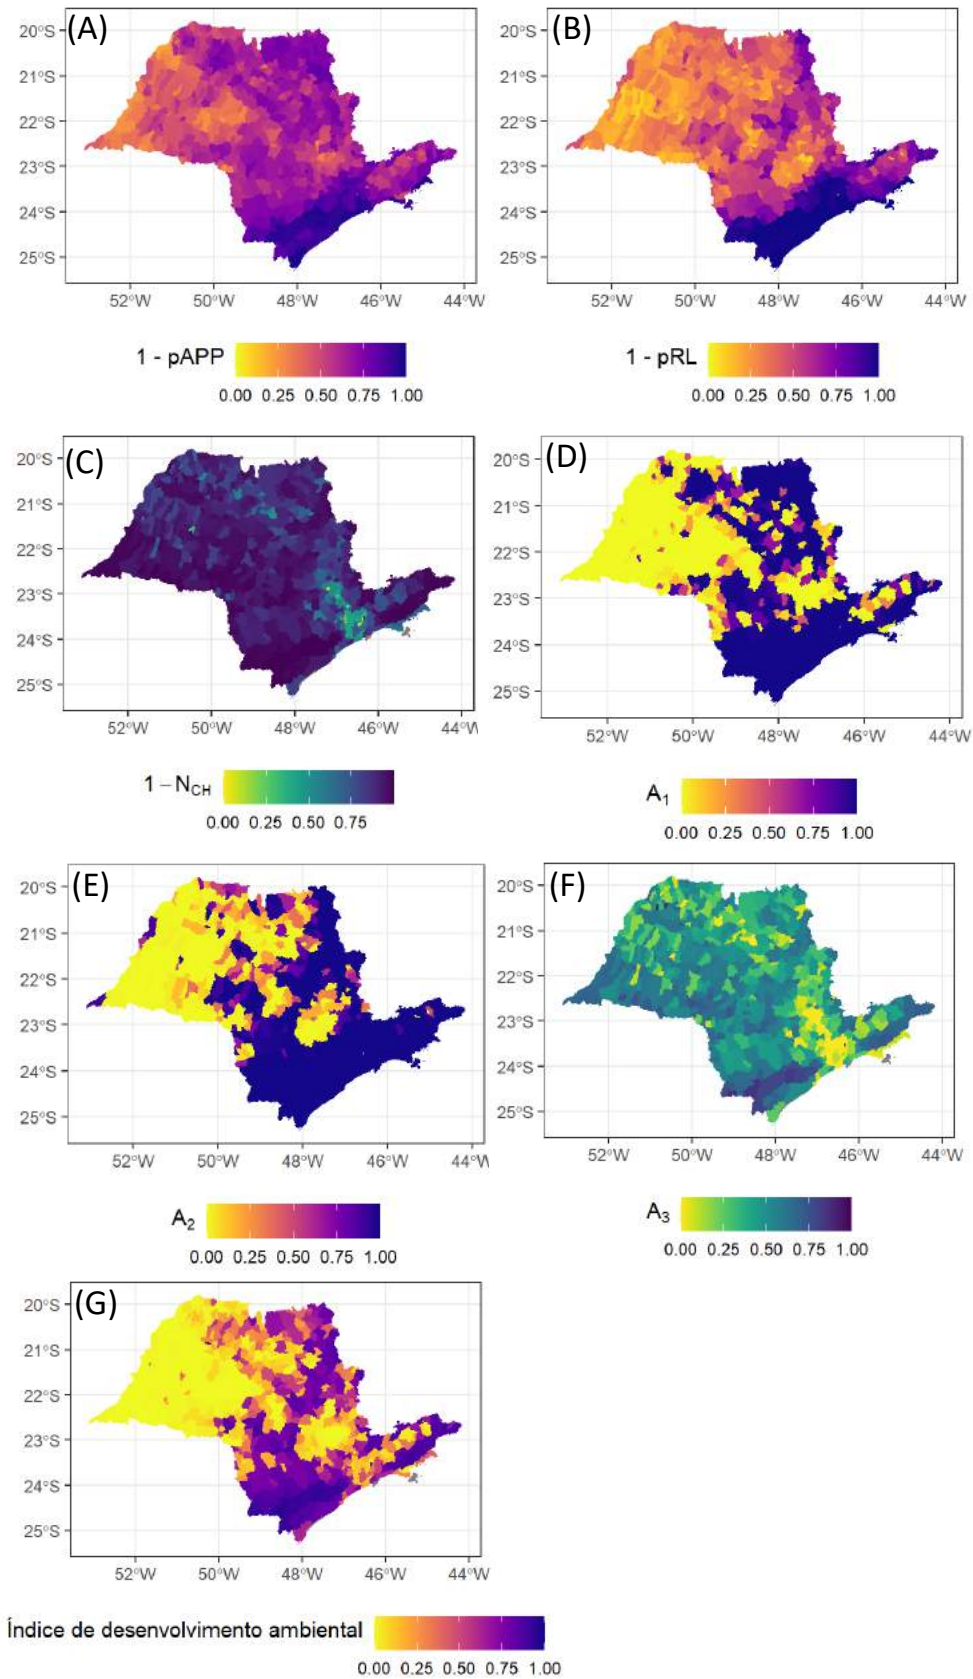 (A)
20°S
21°S
22°S
23°S
24°S
25°S
52°W 50°W 48°W 46°W 44°W
1 - pAPP
0.00 0.25 0.50 0.75 1.00
(B)
20°S
21°S
22°S
23°S
24°S
25°S
52°W 50°W 48°W 46°W 44°W
1 - pRL
0.00 0.25 0.50 0.75 1.00
(C)
20°S
21°S
22°S
23°S
24°S
25°S
52°W 50°W 48°W 46°W 44°W
1 – N_CH
0.00 0.25 0.50 0.75
(D)
20°S
21°S
22°S
23°S
24°S
25°S
52°W 50°W 48°W 46°W 44°W
A₁
0.00 0.25 0.50 0.75 1.00
(E)
20°S
21°S
22°S
23°S
24°S
25°S
52°W 50°W 48°W 46°W 44°W
A₂
0.00 0.25 0.50 0.75 1.00
(F)
20°S
21°S
22°S
23°S
24°S
25°S
52°W 50°W 48°W 46°W 44°W
A₃
0.00 0.25 0.50 0.75 1.00
(G)
20°S
21°S
22°S
23°S
24°S
25°S
52°W 50°W 48°W 46°W 44°W
Índice de desenvolvimento ambiental
0.00 0.25 0.50 0.75 1.00